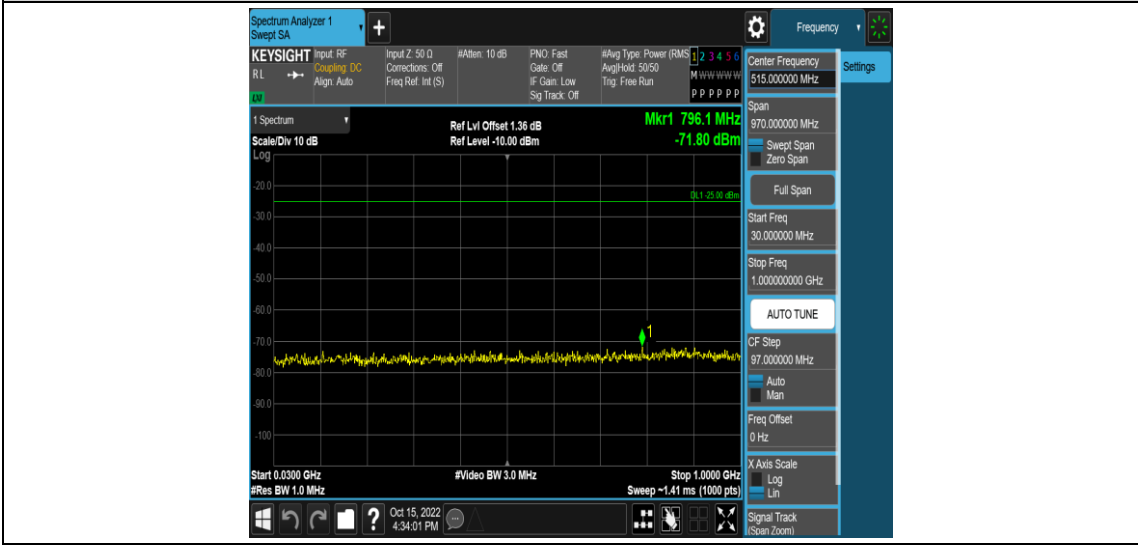 Spectrum Analyzer 1
Swept SA
Frequency
KEYSIGHT
RL
LXI
Input: RF
Coupling: DC
Align: Auto
Input Z: 50 Ω
Corrections: Off
Freq Ref: Int (S)
#Atten: 10 dB
PNO: Fast
Gate: Off
IF Gain: Low
Sig Track: Off
#Avg Type: Power (RMS
Avg|Hold: 50/50
Trig: Free Run
1 2 3 4 5 6
M W W W W W
P P P P P P
Center Frequency
515.000000 MHz
Settings
1 Spectrum
Scale/Div 10 dB
Ref Lvl Offset 1.36 dB
Ref Level -10.00 dBm
Mkr1 796.1 MHz
-71.80 dBm
Log
-20.0
-30.0
-40.0
-50.0
-60.0
-70.0
-80.0
-90.0
-100
DL1 -25.00 dBm
1
Start 0.0300 GHz
#Res BW 1.0 MHz
#Video BW 3.0 MHz
Stop 1.0000 GHz
Sweep ~1.41 ms (1000 pts)
Span
970.000000 MHz
Swept Span
Zero Span
Full Span
Start Freq
30.000000 MHz
Stop Freq
1.000000000 GHz
AUTO TUNE
CF Step
97.000000 MHz
Auto
Man
Freq Offset
0 Hz
X Axis Scale
Log
Lin
Signal Track
(Span Zoom)
?
Oct 15, 2022
4:34:01 PM